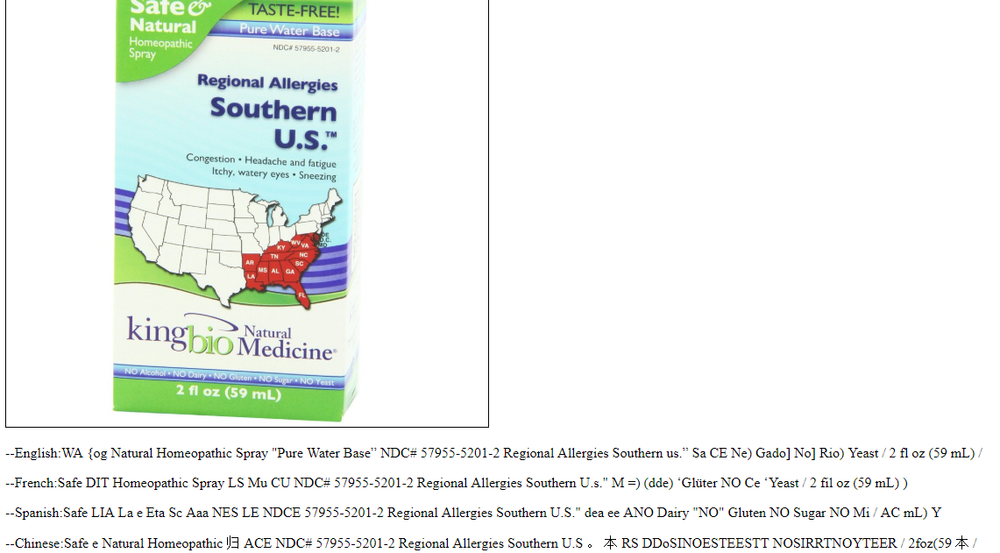 Safe &
Natural
Homeopathic
Spray
TASTE-FREE!
Pure Water Base
NDC# 57955-5201-2
Regional Allergies
Southern
U.S.™
Congestion • Headache and fatigue
Itchy, watery eyes • Sneezing
DE
D.C.
MD
WV
VA
KY
NC
TN
SC
AR
MS
AL
GA
LA
FL
kingbio Natural
Medicine®
NO Alcohol • NO Dairy • NO Gluten • NO Sugar • NO Yeast
2 fl oz (59 mL)
--English:WA {og Natural Homeopathic Spray "Pure Water Base” NDC# 57955-5201-2 Regional Allergies Southern us.” Sa CE Ne) Gado] No] Rio) Yeast / 2 fl oz (59 mL) /
--French:Safe DIT Homeopathic Spray LS Mu CU NDC# 57955-5201-2 Regional Allergies Southern U.s." M =) (dde) ‘Glüter NO Ce ‘Yeast / 2 fil oz (59 mL) )
--Spanish:Safe LIA La e Eta Sc Aaa NES LE NDCE 57955-5201-2 Regional Allergies Southern U.S." dea ee ANO Dairy "NO" Gluten NO Sugar NO Mi / AC mL) Y
--Chinese:Safe e Natural Homeopathic 归 ACE NDC# 57955-5201-2 Regional Allergies Southern U.S 。 本 RS DDoSINOESTEESTT NOSIRRTNOYTEER / 2foz(59 本 /